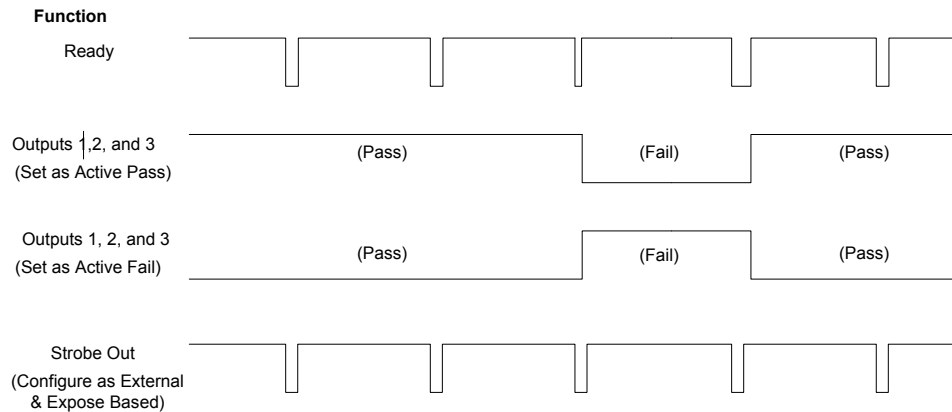 Function
Ready
Outputs 1,2, and 3
(Set as Active Pass)
(Pass)
(Fail)
(Pass)
Outputs 1, 2, and 3
(Set as Active Fail)
(Pass)
(Fail)
(Pass)
Strobe Out
(Configure as External
& Expose Based)